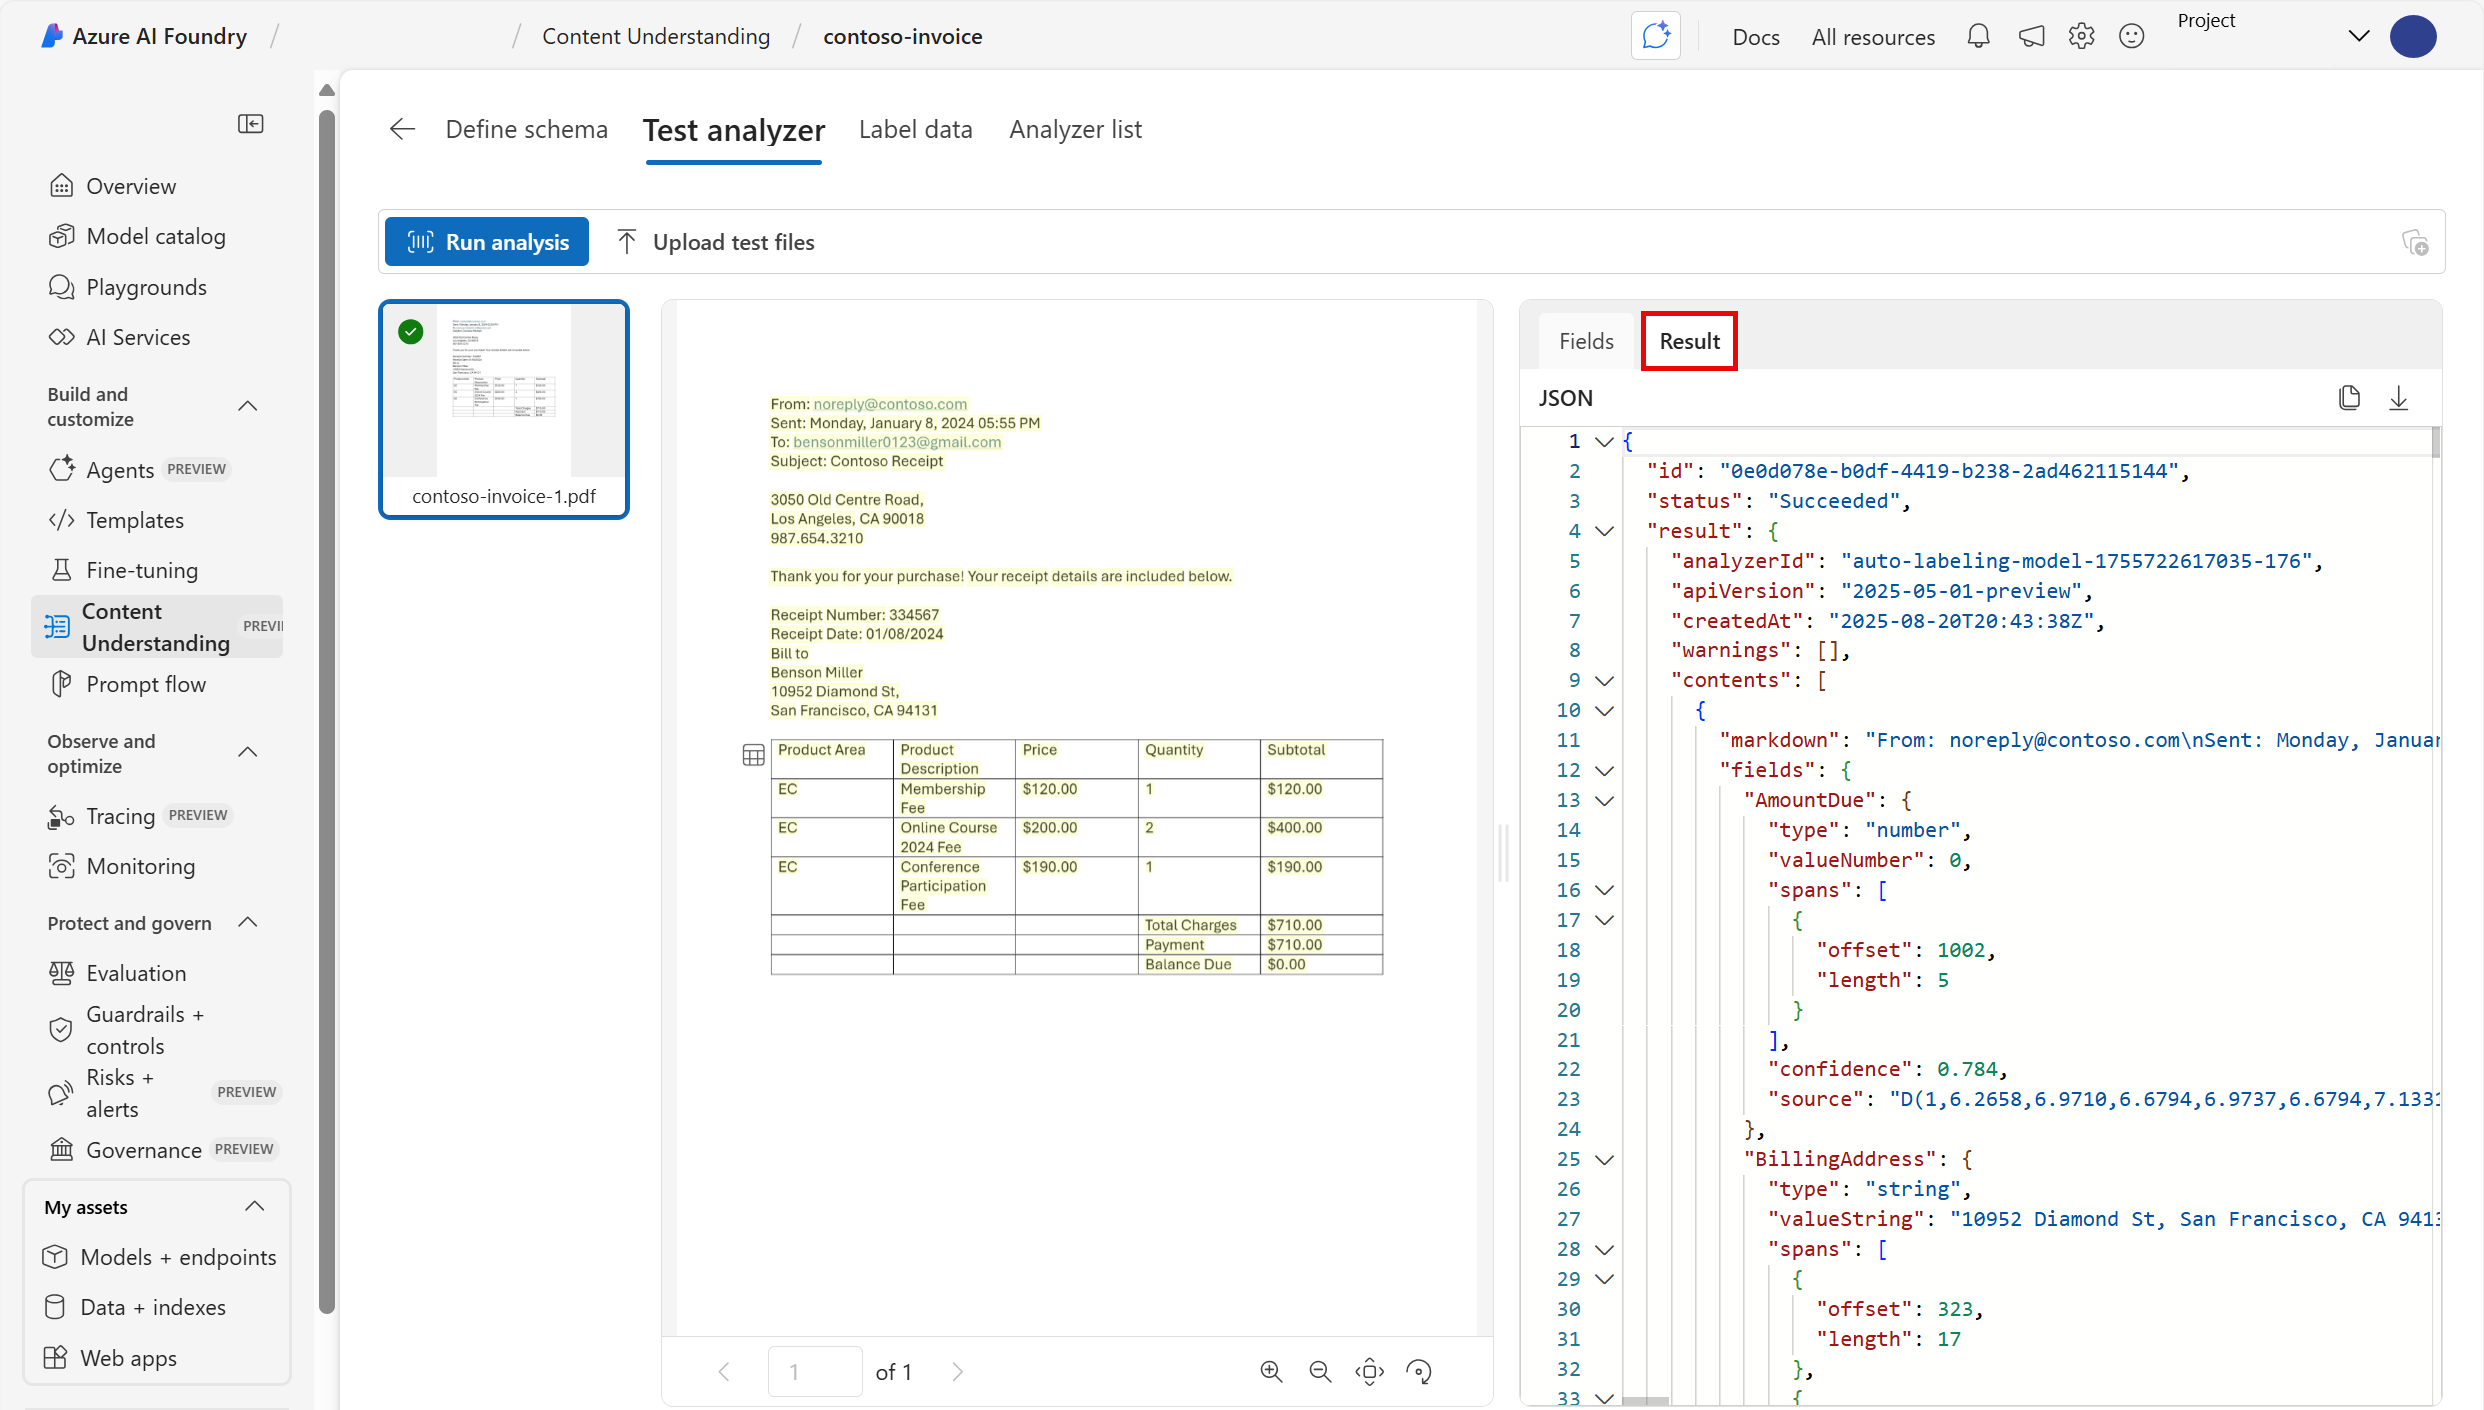 Azure AI Foundry / / Content Understanding / contoso-invoice
Docs All resources Project
Overview
Model catalog
Playgrounds
AI Services
Build and
customize
Agents PREVIEW
Templates
Fine-tuning
Content
Understanding PREVI
Prompt flow
Observe and
optimize
Tracing PREVIEW
Monitoring
Protect and govern
Evaluation
Guardrails +
controls
Risks +
alerts PREVIEW
Governance PREVIEW
My assets
Models + endpoints
Data + indexes
Web apps
Define schema Test analyzer Label data Analyzer list
Run analysis Upload test files
contoso-invoice-1.pdf
From: noreply@contoso.com
Sent: Monday, January 8, 2024 05:55 PM
To: bensonmiller0123@gmail.com
Subject: Contoso Receipt
3050 Old Centre Road,
Los Angeles, CA 90018
987.654.3210
Thank you for your purchase! Your receipt details are included below.
Receipt Number: 334567
Receipt Date: 01/08/2024
Bill to
Benson Miller
10952 Diamond St,
San Francisco, CA 94131
Product Area Product Description Price Quantity Subtotal
EC Membership Fee $120.00 1 $120.00
EC Online Course 2024 Fee $200.00 2 $400.00
EC Conference Participation Fee $190.00 1 $190.00
Total Charges $710.00
Payment $710.00
Balance Due $0.00
1 of 1
Fields Result
JSON
1 {
2 "id": "0e0d078e-b0df-4419-b238-2ad462115144",
3 "status": "Succeeded",
4 "result": {
5 "analyzerId": "auto-labeling-model-1755722617035-176",
6 "apiVersion": "2025-05-01-preview",
7 "createdAt": "2025-08-20T20:43:38Z",
8 "warnings": [],
9 "contents": [
10 {
11 "markdown": "From: noreply@contoso.com\nSent: Monday, Januar
12 "fields": {
13 "AmountDue": {
14 "type": "number",
15 "valueNumber": 0,
16 "spans": [
17 {
18 "offset": 1002,
19 "length": 5
20 }
21 ],
22 "confidence": 0.784,
23 "source": "D(1,6.2658,6.9710,6.6794,6.9737,6.6794,7.1331
24 },
25 "BillingAddress": {
26 "type": "string",
27 "valueString": "10952 Diamond St, San Francisco, CA 9413
28 "spans": [
29 {
30 "offset": 323,
31 "length": 17
32 },
33 {